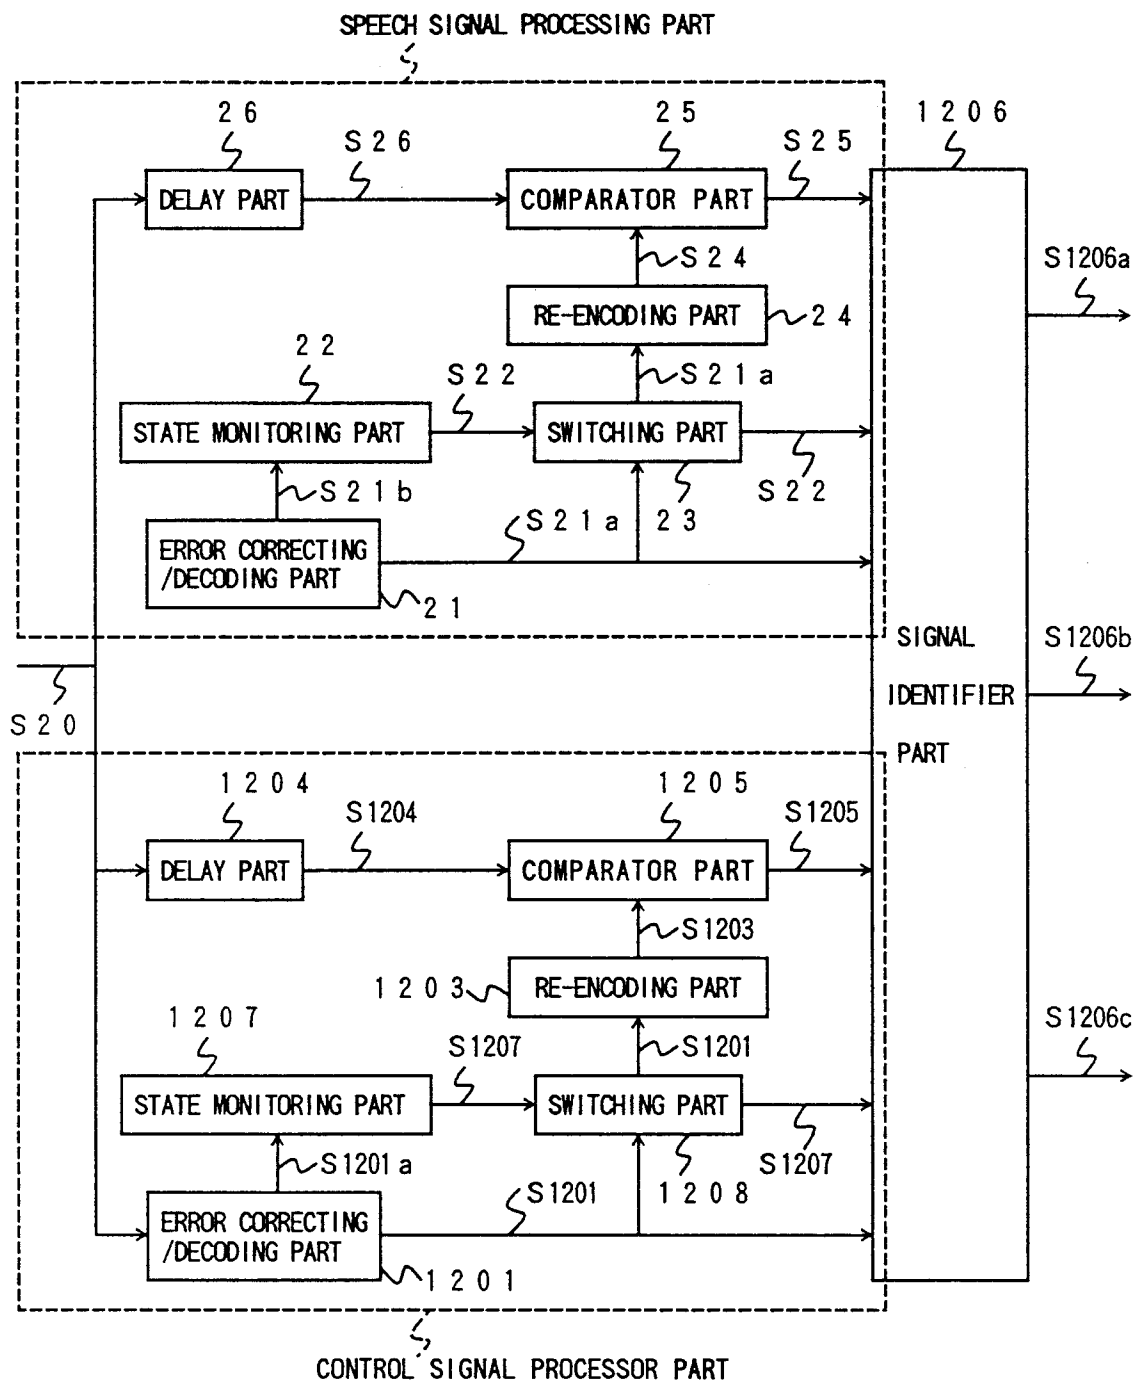 SPEECH SIGNAL PROCESSING PART
26
S26
25
S25
1206
DELAY PART
COMPARATOR PART
S24
S1206a
RE-ENCODING PART
24
22
S22
S21a
STATE MONITORING PART
SWITCHING PART
S21b
S22
S21a
23
ERROR CORRECTING
/DECODING PART
21
SIGNAL
S1206b
IDENTIFIER
S20
PART
1204
S1204
1205
S1205
DELAY PART
COMPARATOR PART
S1203
1203
RE-ENCODING PART
1207
S1207
S1201
S1206c
STATE MONITORING PART
SWITCHING PART
S1201a
S1207
S1201
1208
ERROR CORRECTING
/DECODING PART
1201
CONTROL SIGNAL PROCESSOR PART